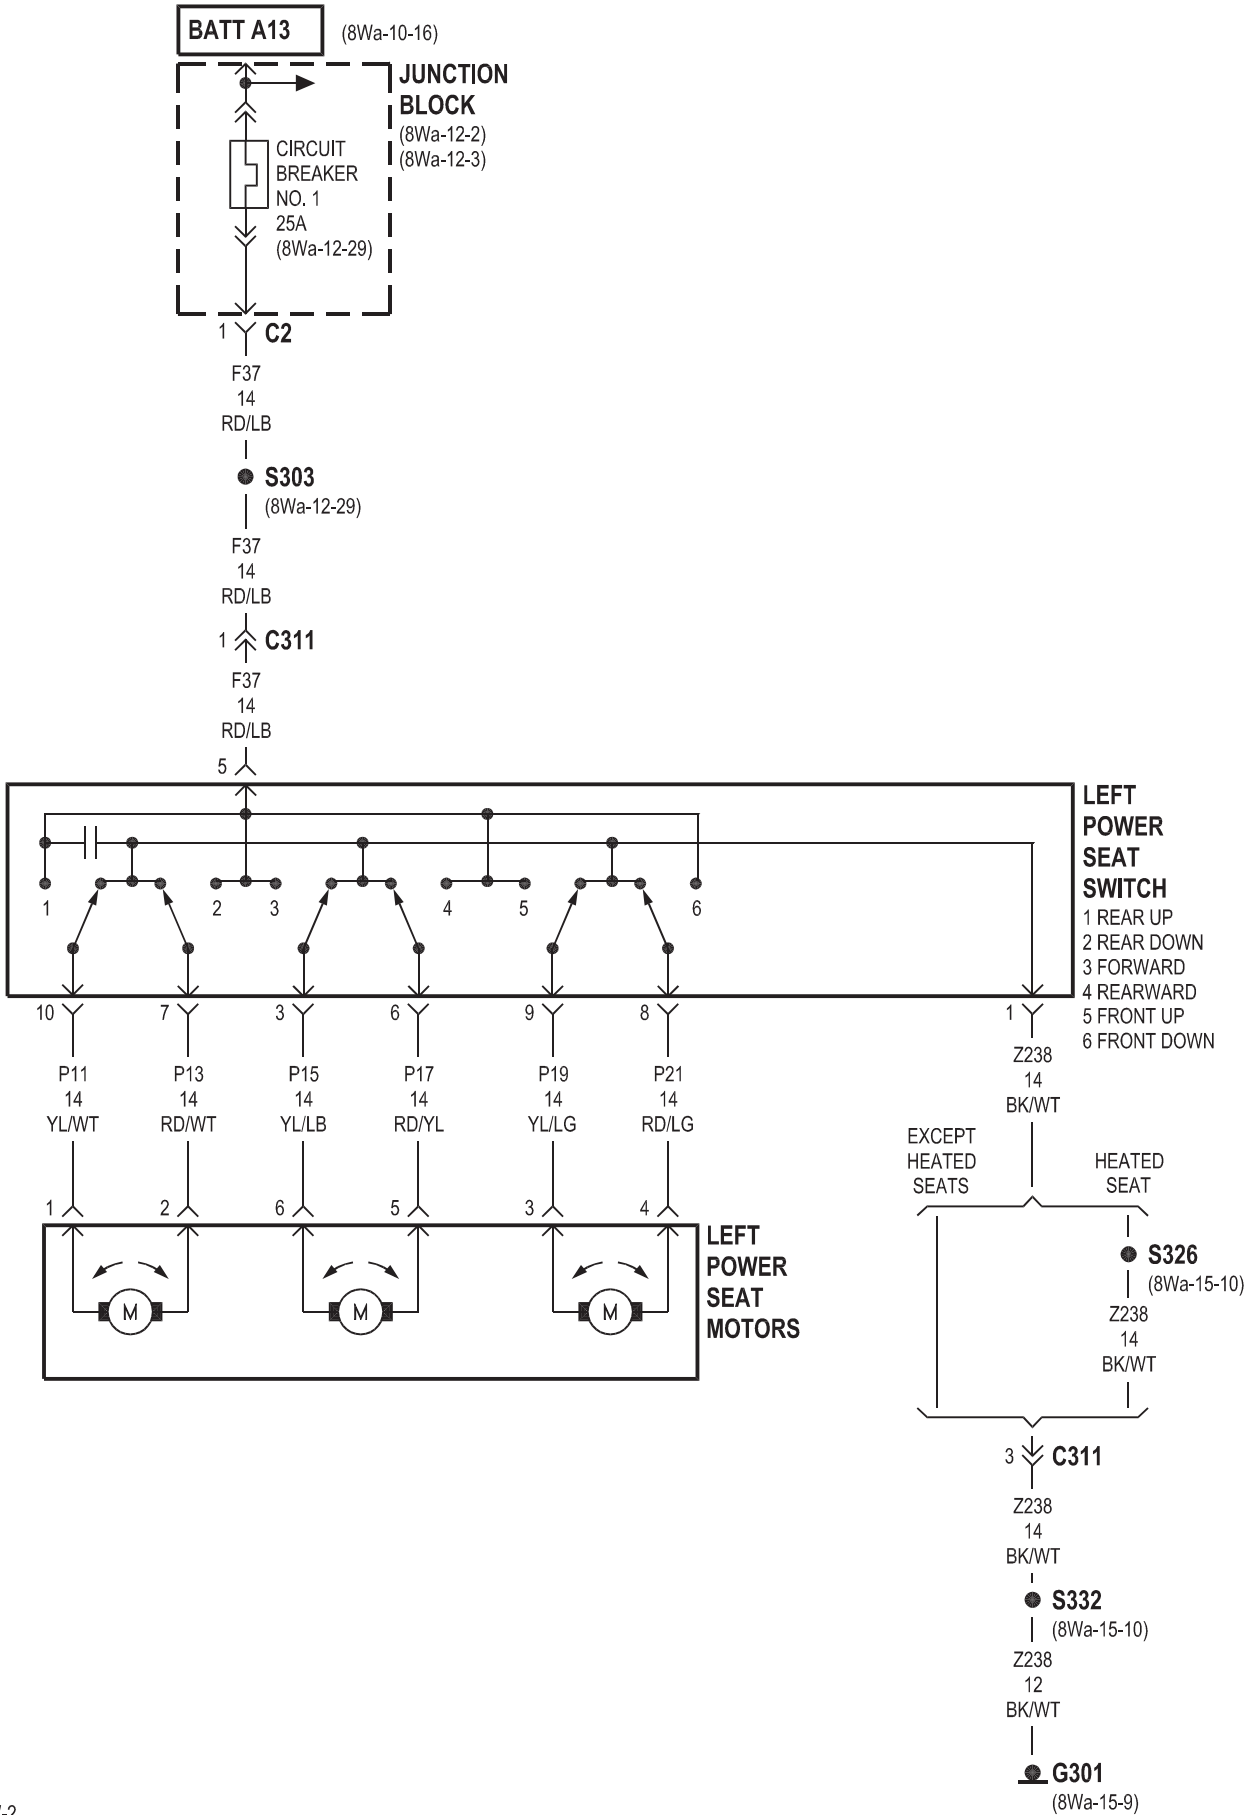 BATT A13
(8Wa-10-16)
JUNCTION
BLOCK
(8Wa-12-2)
(8Wa-12-3)
CIRCUIT
BREAKER
NO. 1
25A
(8Wa-12-29)
1 C2
F37
14
RD/LB
S303
(8Wa-12-29)
F37
14
RD/LB
1 C311
F37
14
RD/LB
5
LEFT
POWER
SEAT
SWITCH
1 REAR UP
2 REAR DOWN
3 FORWARD
4 REARWARD
5 FRONT UP
6 FRONT DOWN
1 2 3 4 5 6
10 7 3 6 9 8 1
P11 P13 P15 P17 P19 P21
14 14 14 14 14 14
YL/WT RD/WT YL/LB RD/YL YL/LG RD/LG
Z238
14
BK/WT
1 2 6 5 3 4
M M M
LEFT
POWER
SEAT
MOTORS
EXCEPT
HEATED
SEATS
HEATED
SEAT
S326
(8Wa-15-10)
Z238
14
BK/WT
3 C311
Z238
14
BK/WT
S332
(8Wa-15-10)
Z238
12
BK/WT
G301
(8Wa-15-9)